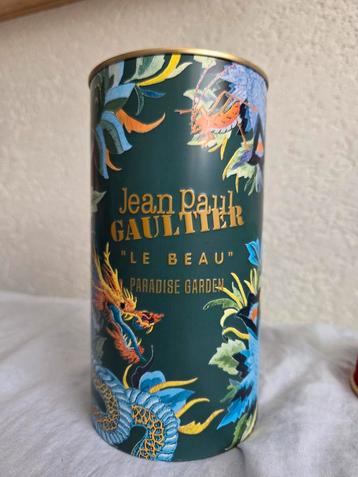 Jean Paul
GAULTIER
"LE BEAU"
PARADISE GARDEN